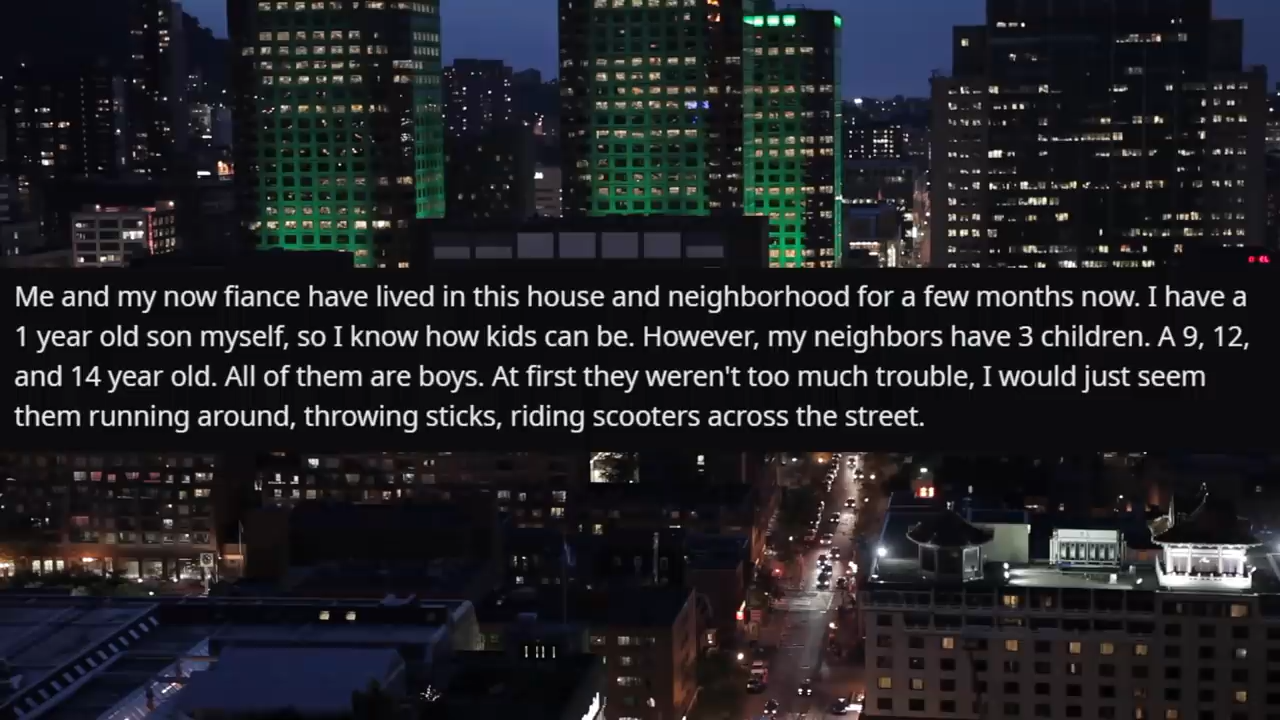 Me and my now fiance have lived in this house and neighborhood for a few months now. I have a
1 year old son myself, so I know how kids can be. However, my neighbors have 3 children. A 9, 12,
and 14 year old. All of them are boys. At first they weren't too much trouble, I would just seem
them running around, throwing sticks, riding scooters across the street.